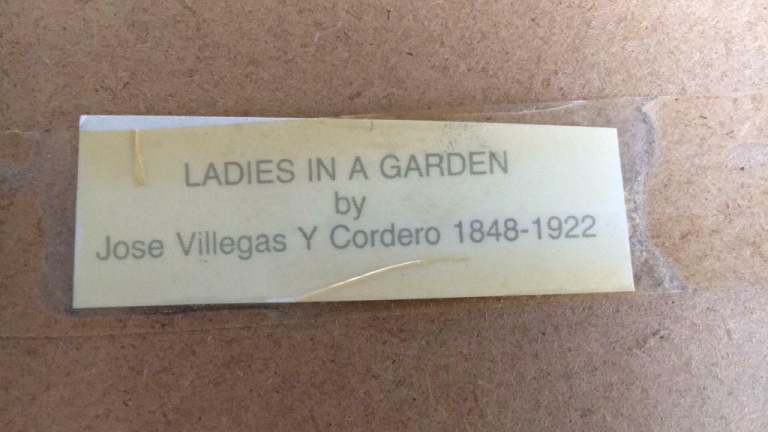 LADIES IN A GARDEN
by
Jose Villegas Y Cordero 1848-1922